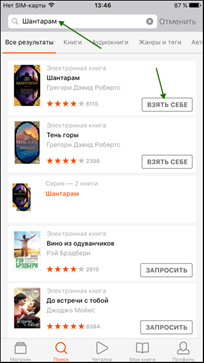 Нет SIM-карты 13:46 87 %
Шантарам Отменить
Все результаты Книги Аудиокниги Жанры и теги
Электронная книга
Шантарам
Грегори Дэвид Робертс
6115 ВЗЯТЬ СЕБЕ
Электронная книга
Тень горы
Грегори Дэвид Робертс
2396 ВЗЯТЬ СЕБЕ
Серия — 2 книги
Шантарам
Электронная книга
Вино из одуванчиков
Рэй Брэдбери
2610 ЗАПРОСИТЬ
Электронная книга
До встречи с тобой
Джоджо Мойес
8384 ЗАПРОСИТЬ
Магазин Поиск Читалка Мои книги Профиль